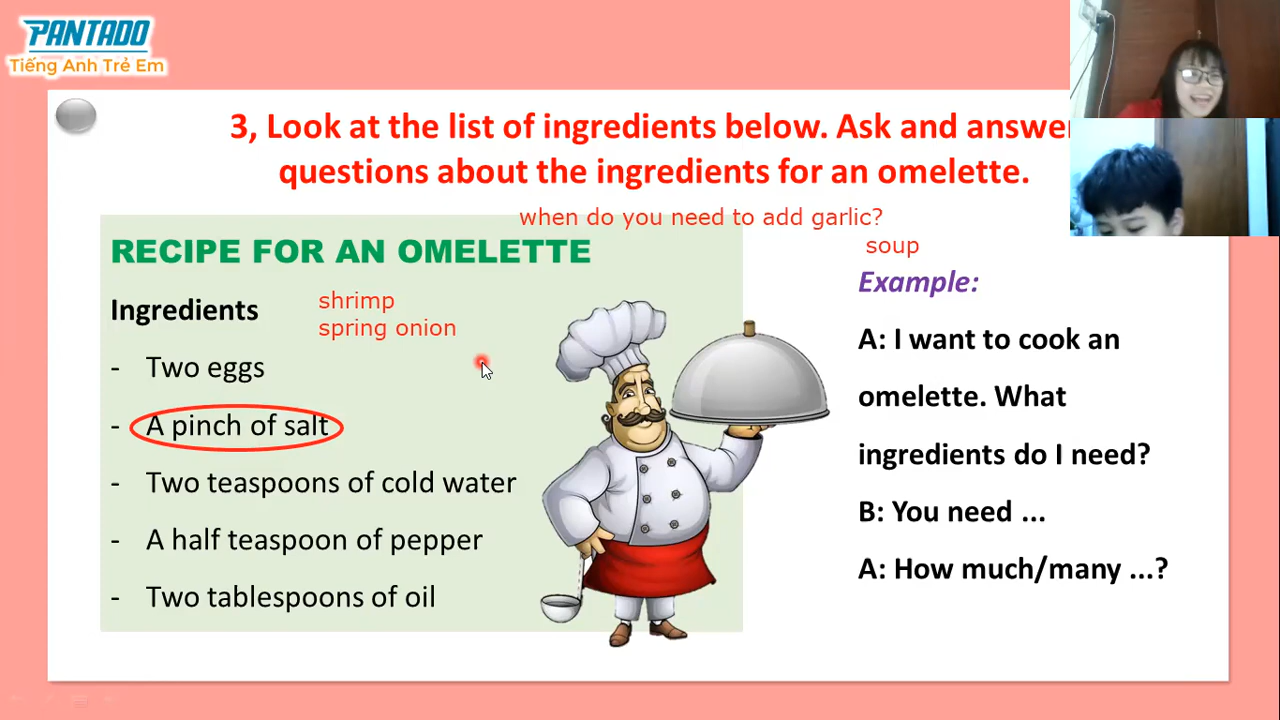 PANTADO
Tiếng Anh Trẻ Em
3, Look at the list of ingredients below. Ask and answer
questions about the ingredients for an omelette.
when do you need to add garlic?
soup
RECIPE FOR AN OMELETTE
Ingredients
shrimp
spring onion
- Two eggs
- A pinch of salt
- Two teaspoons of cold water
- A half teaspoon of pepper
- Two tablespoons of oil
Example:
A: I want to cook an
omelette. What
ingredients do I need?
B: You need ...
A: How much/many ...?